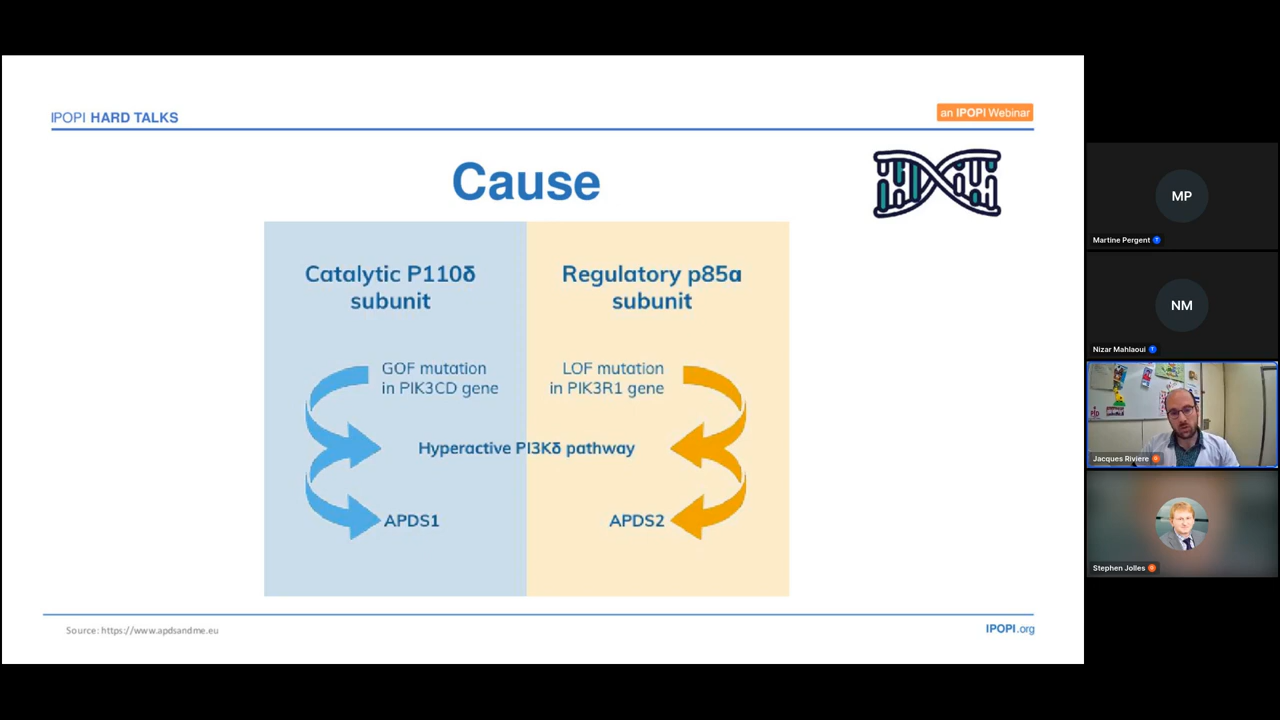 IPOPI HARD TALKS
an IPOPI Webinar
Cause
Catalytic P110δ
subunit
Regulatory p85α
subunit
GOF mutation
in PIK3CD gene
LOF mutation
in PIK3R1 gene
Hyperactive PI3Kδ pathway
APDS1
APDS2
Source: https://www.apdsandme.eu
IPOPI.org
MP
Martine Pergent
NM
Nizar Mahlaoui
PID
Jacques Riviere
Stephen Jolles